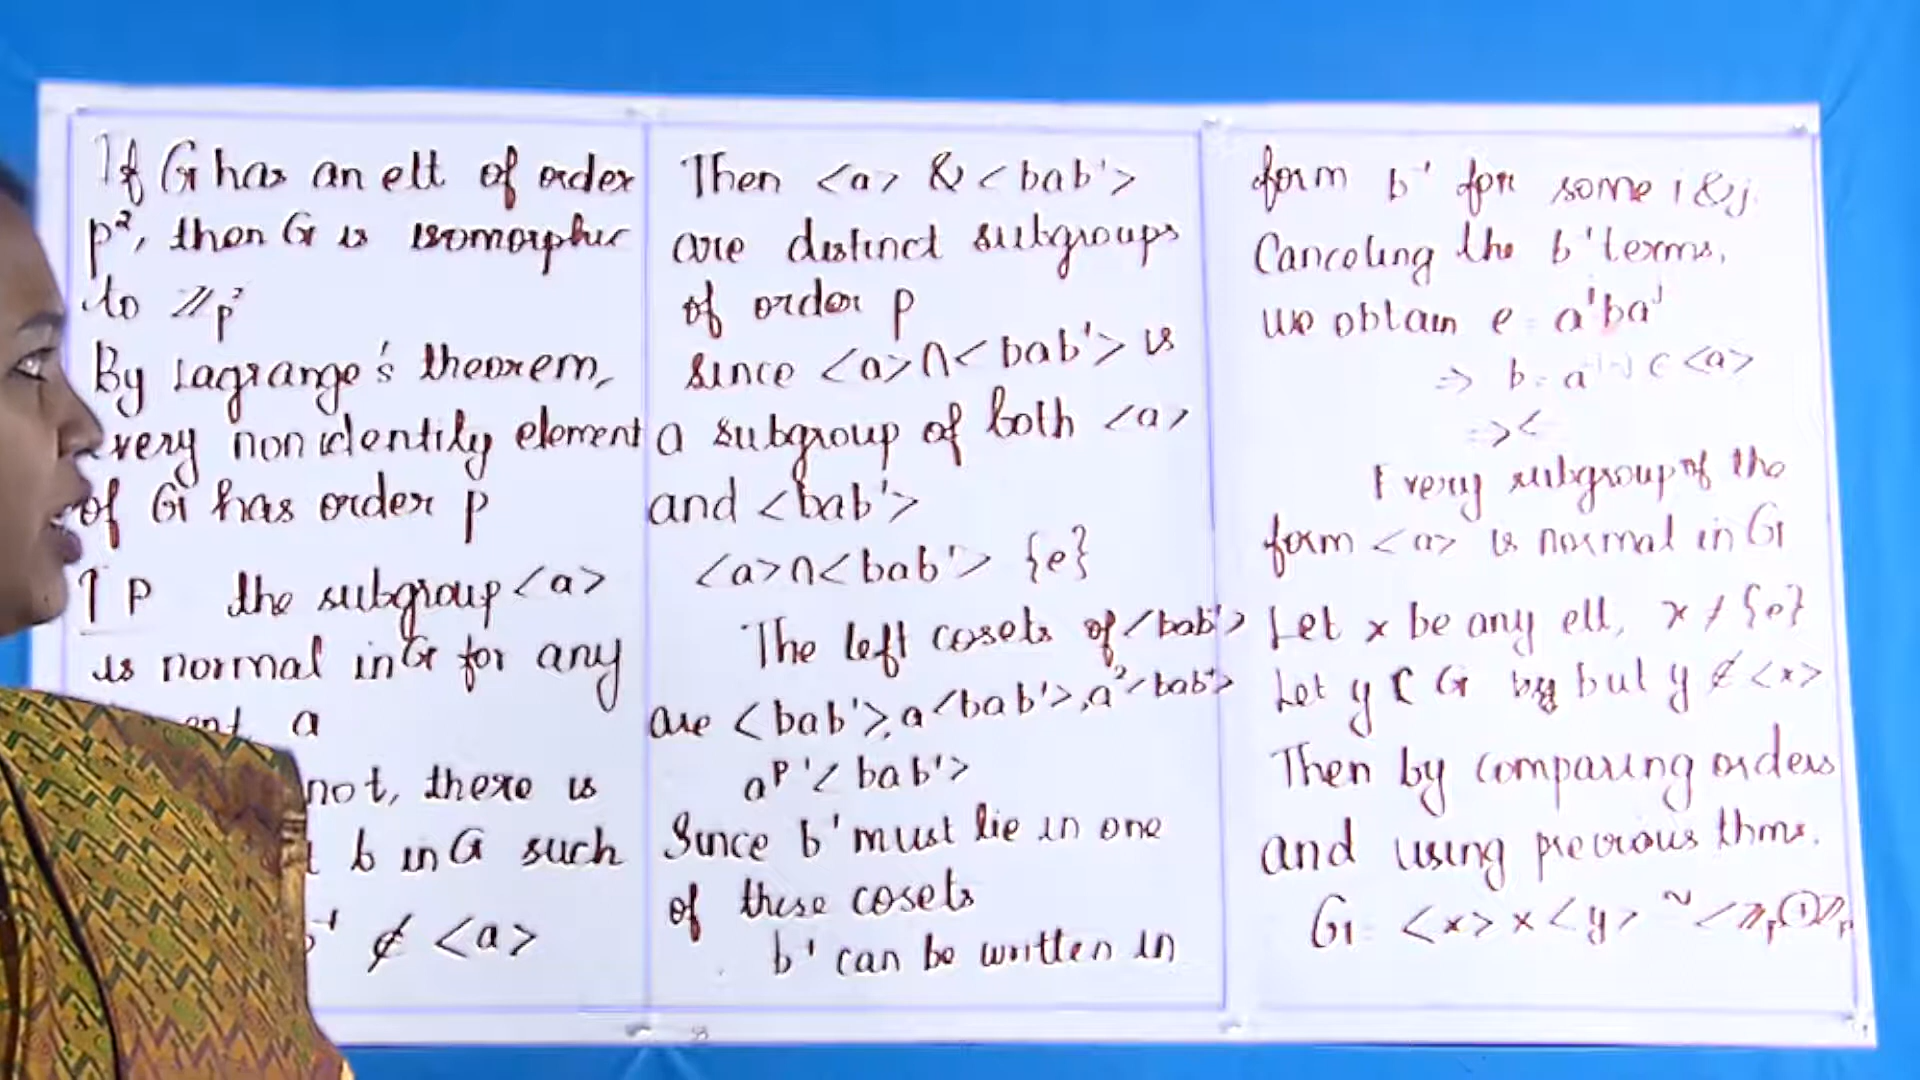 If G has an elt of order
p², then G is isomorphic
to ℤp²
By Lagrange's theorem,
every non identity element
of G has order p
T P the subgroup <a>
is normal in G for any
a
not, there is
b in G such
∉ <a>
Then <a> & <bab'>
are distinct subgroups
of order p
since <a>∩<bab'> is
a subgroup of both <a>
and <bab'>
<a>∩<bab'> {e}
The left cosets of <bab'>
are <bab'>, a<bab'>, a²<bab'>
aᵖ'<bab'>
Since b' must lie in one
of these cosets
b' can be written in
form b' for some i & j.
Canceling the b' terms,
we obtain e = aⁱbaʲ
=> b = a ∈ <a>
=><
Every subgroup of the
form <a> is normal in G
Let x be any elt, x ≠ {e}
Let y ∈ G but y ∉ <x>
Then by comparing orders
and using previous thms.
G = <x> × <y> ~ ℤp ⊕ ℤp